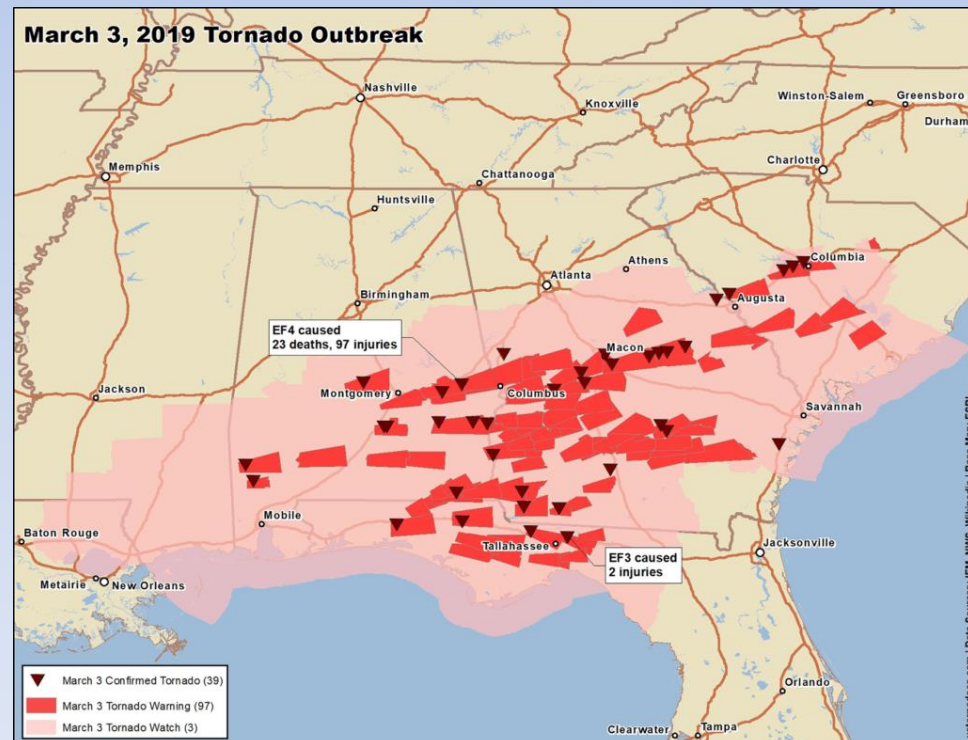 March 3, 2019 Tornado Outbreak
Nashville
Knoxville
Winston-Salem
Greensboro
Durham
Memphis
Charlotte
Chattanooga
Huntsville
Athens
Columbia
Atlanta
Birmingham
Augusta
EF4 caused
23 deaths, 97 injuries
Macon
Jackson
Montgomery
Columbus
Savannah
Mobile
Baton Rouge
Tallahassee
Jacksonville
EF3 caused
2 injuries
Metairie
New Orleans
March 3 Confirmed Tornado (39)
March 3 Tornado Warning (97)
March 3 Tornado Watch (3)
Orlando
Clearwater
Tampa